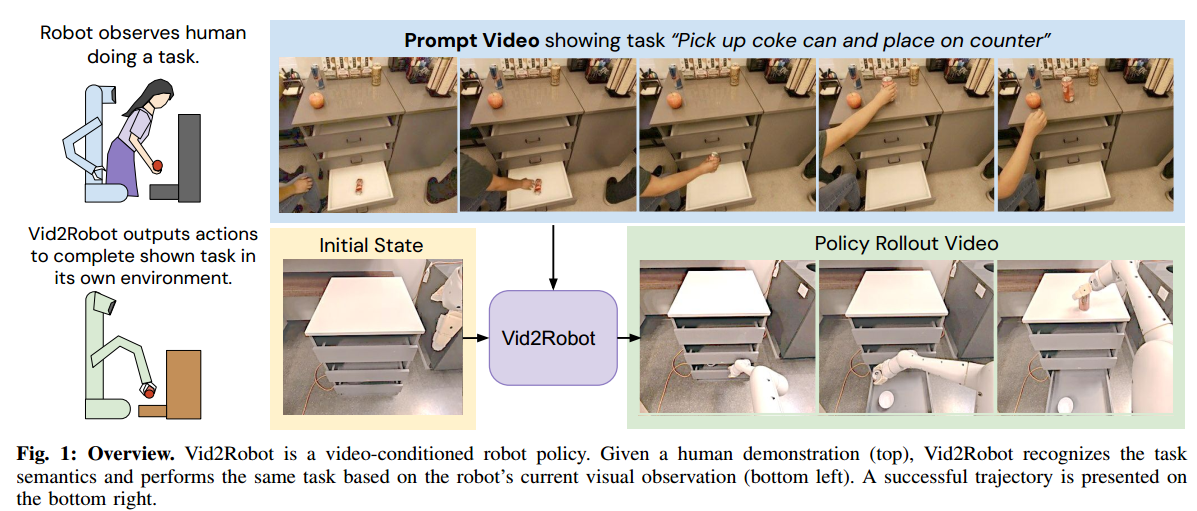 Robot observes human
doing a task.
Prompt Video showing task “Pick up coke can and place on counter”
Vid2Robot outputs actions
to complete shown task in
its own environment.
Initial State
Vid2Robot
Policy Rollout Video
Fig. 1: Overview. Vid2Robot is a video-conditioned robot policy. Given a human demonstration (top), Vid2Robot recognizes the task
semantics and performs the same task based on the robot’s current visual observation (bottom left). A successful trajectory is presented on
the bottom right.